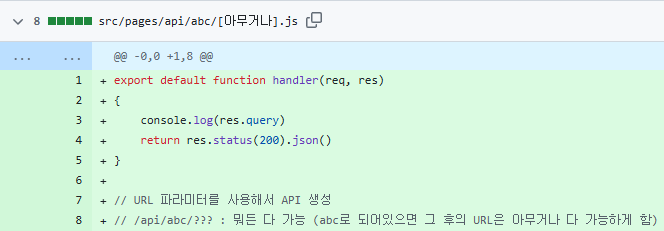 8 src/pages/api/abc/[아무거나].js
... ... @@ -0,0 +1,8 @@
1 + export default function handler(req, res)
2 + {
3 +     console.log(res.query)
4 +     return res.status(200).json()
5 + }
6 +
7 + // URL 파라미터를 사용해서 API 생성
8 + // /api/abc/??? : 뭐든 다 가능 (abc로 되어있으면 그 후의 URL은 아무거나 다 가능하게 함)